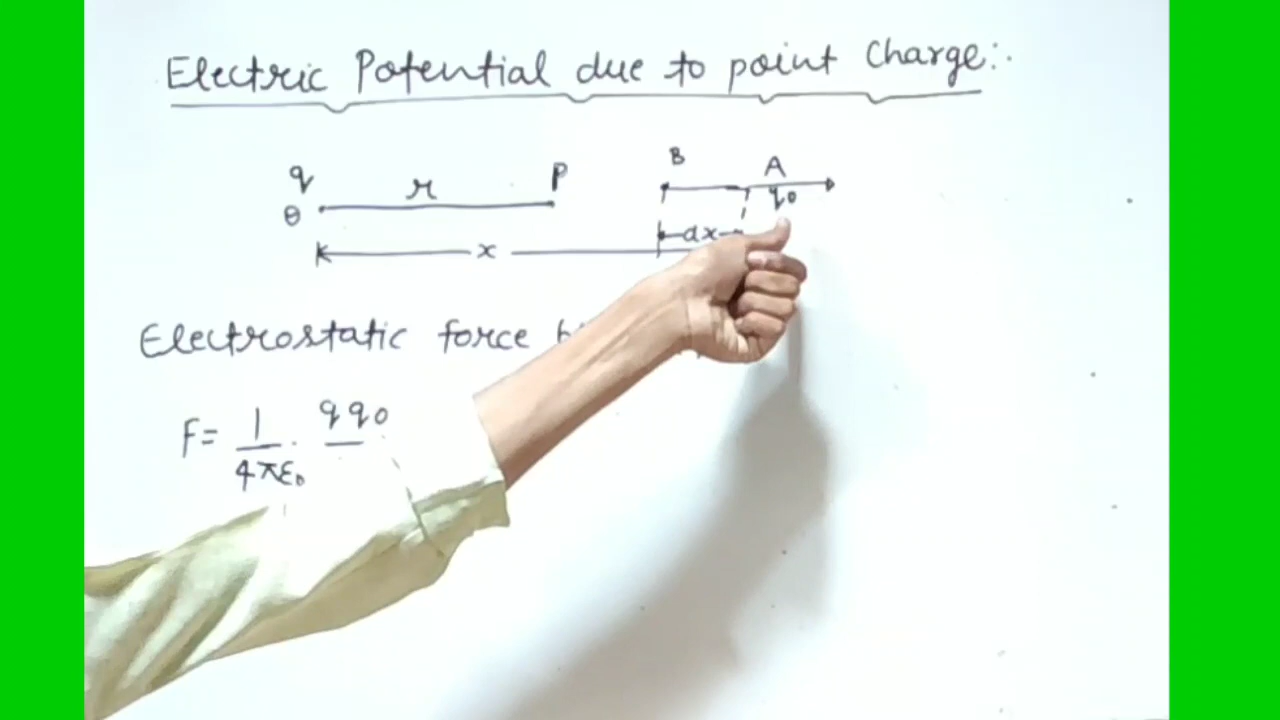 Electric Potential due to point Charge:-
q r P B A
θ q0
dx
x
Electrostatic force
F= 1/4πε0 . qq0